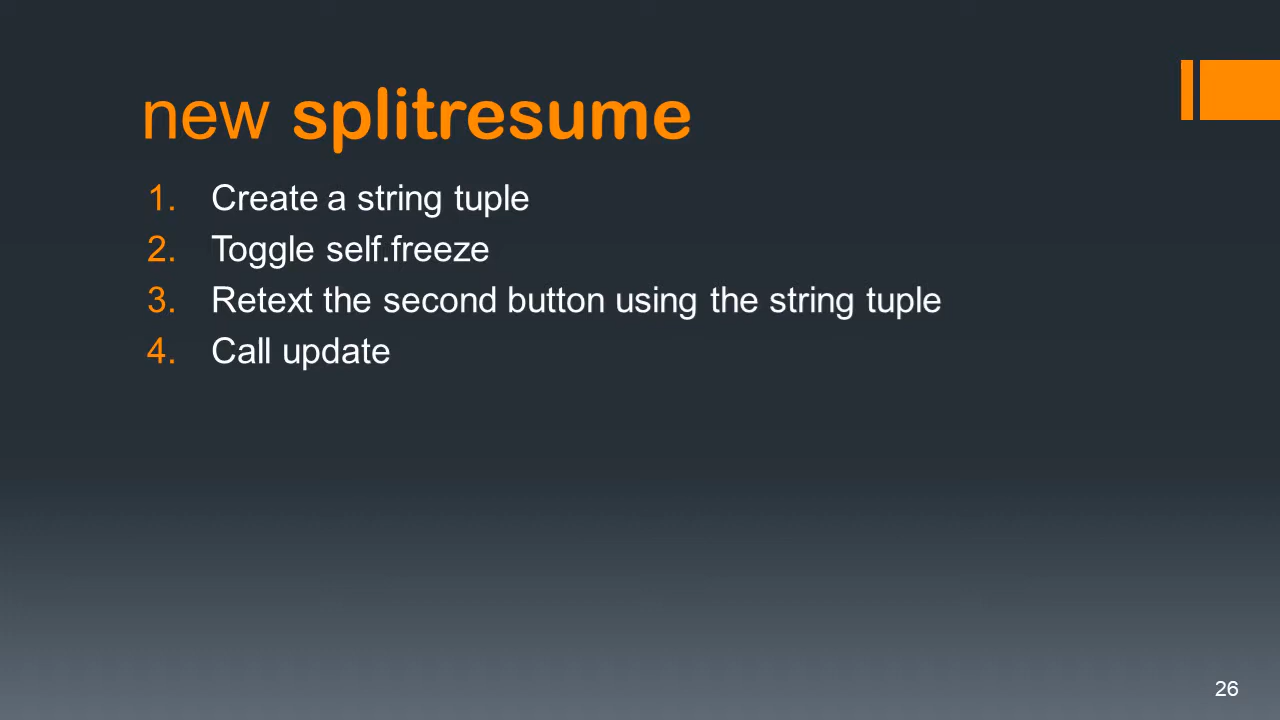 new splitresume
1. Create a string tuple
2. Toggle self.freeze
3. Retext the second button using the string tuple
4. Call update
26